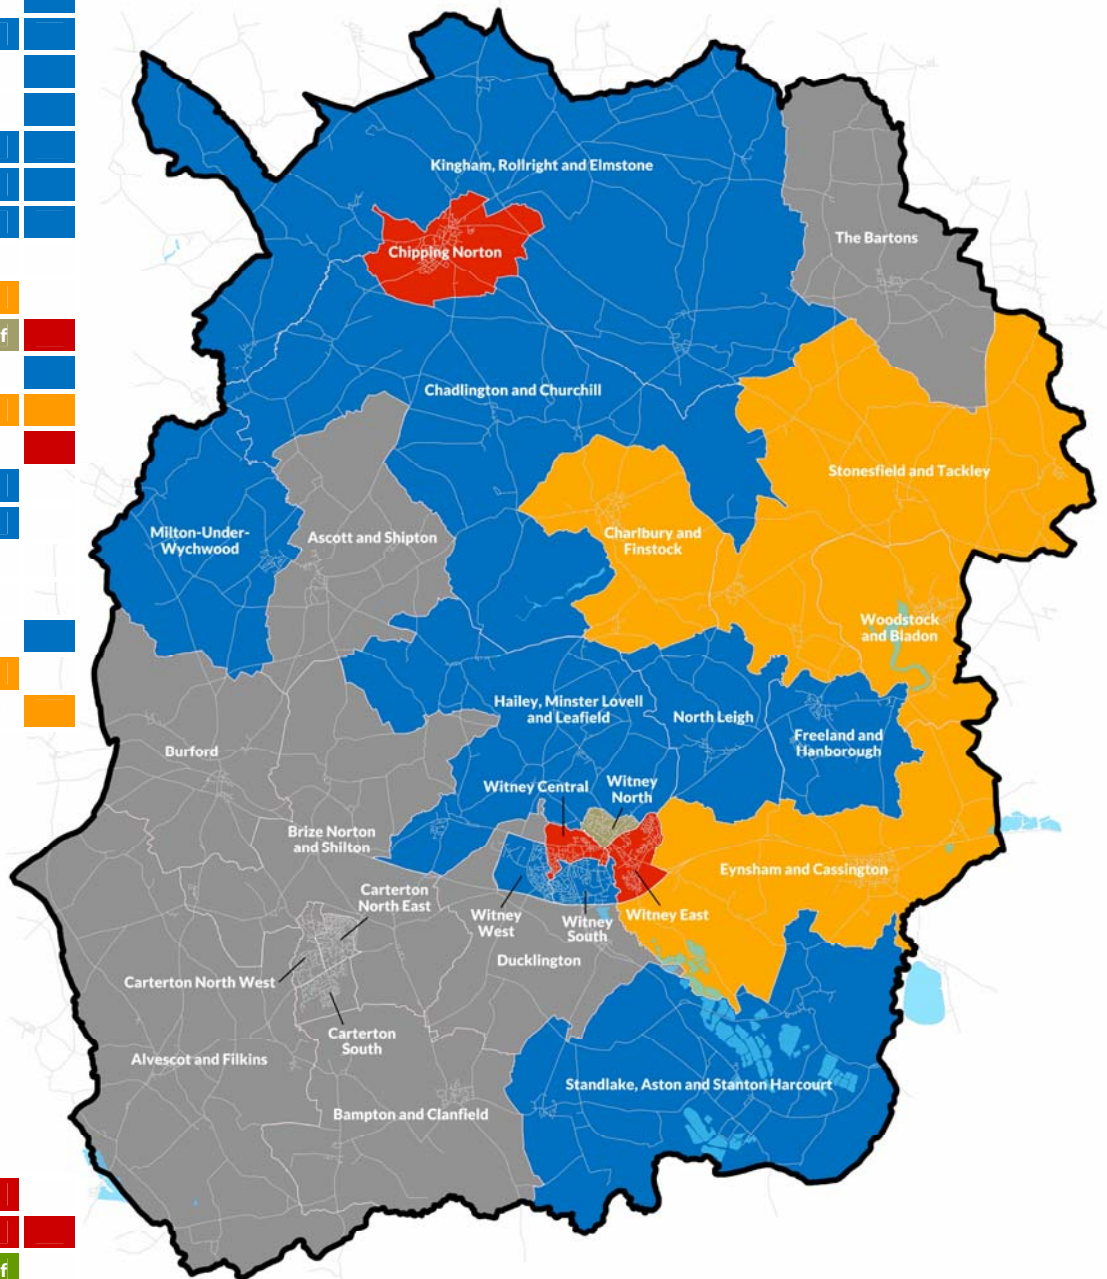 Kingham, Rollright and Elmstone
The Bartons
Chipping Norton
f
Chadlington and Churchill
Stonesfield and Tackley
Milton-Under-
Wychwood
Ascott and Shipton
Charlbury and
Finstock
Woodstock
and Bladon
Hailey, Minster Lovell
and Leafield
North Leigh
Freeland and
Hanborough
Burford
Witney Central
Witney
North
Brize Norton
and Shilton
Eynsham and Cassington
Carterton
North East
Witney
West
Witney
South
Witney East
Ducklington
Carterton North West
Carterton
South
Alvescot and Filkins
Standlake, Aston and Stanton Harcourt
Bampton and Clanfield
f